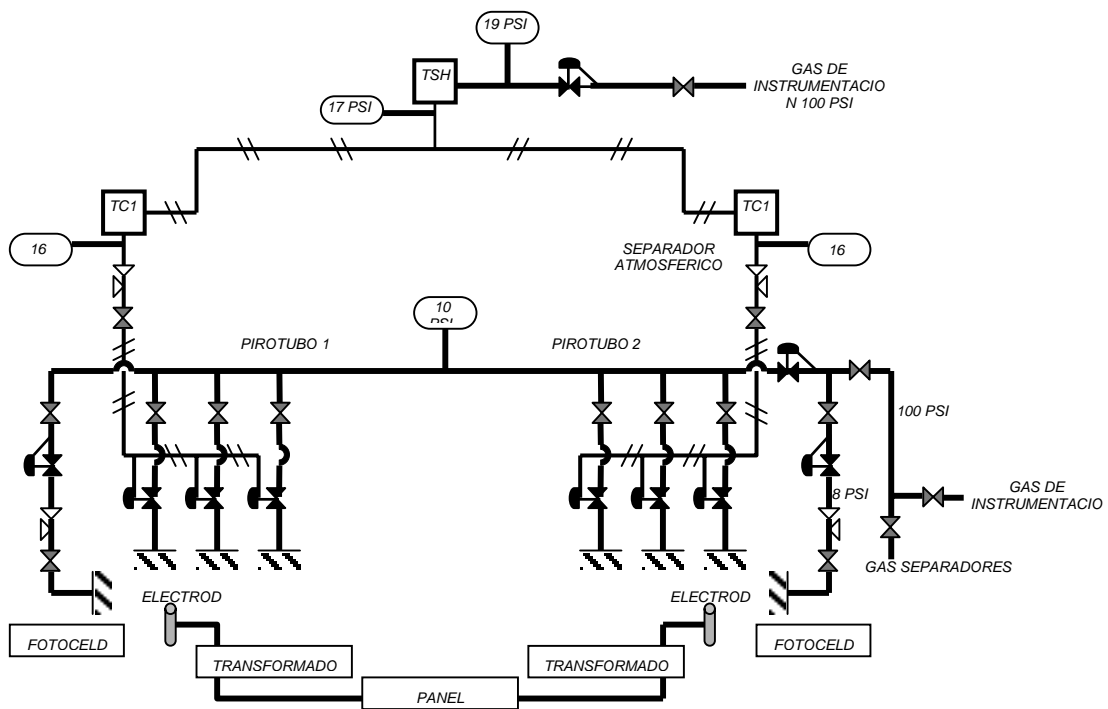 19 PSI
TSH
GAS DE
INSTRUMENTACIO
N 100 PSI
17 PSI
TC1
TC1
16
SEPARADOR
ATMOSFERICO
16
10
PSI
PIROTUBO 1
PIROTUBO 2
100 PSI
8 PSI
GAS DE
INSTRUMENTACIO
GAS SEPARADORES
ELECTROD
ELECTROD
FOTOCELD
FOTOCELD
TRANSFORMADO
TRANSFORMADO
PANEL